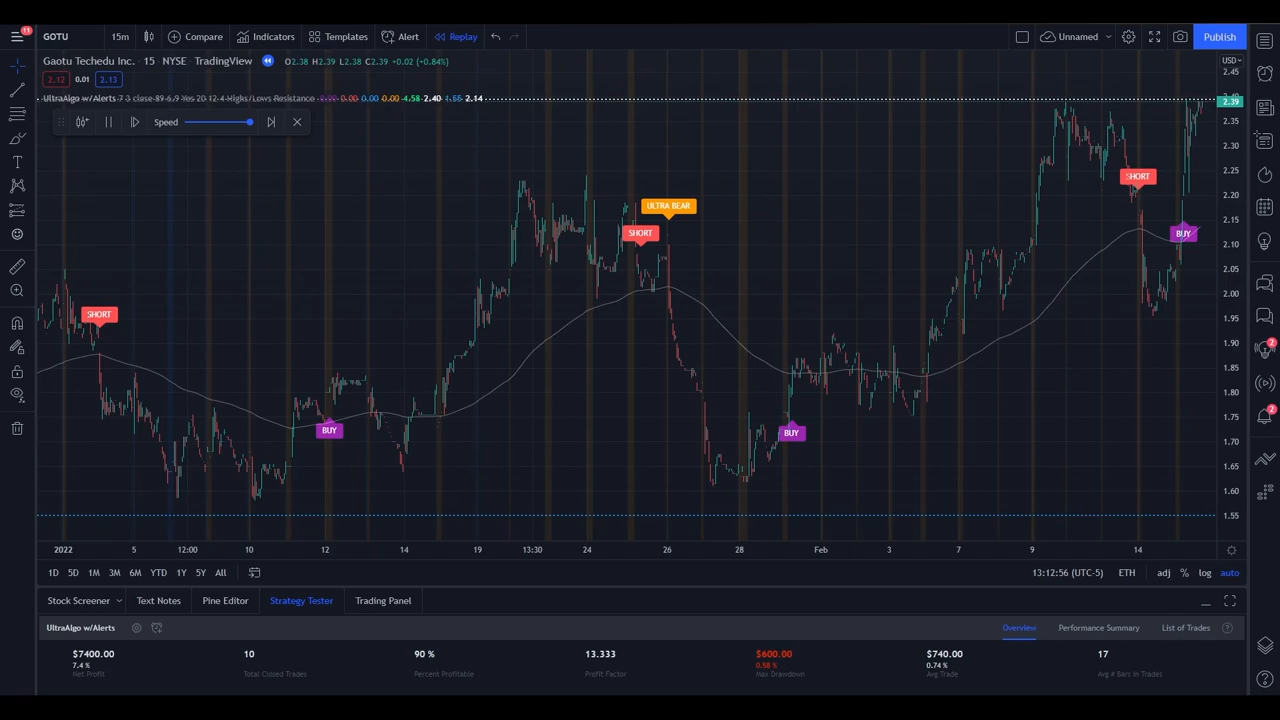 11 GOTU 15m Compare Indicators Templates Alert Replay Unnamed Publish
Gaotu Techedu Inc. · 15 · NYSE · TradingView O2.38 H2.39 L2.38 C2.39 +0.02 (+0.84%) USD
2.12 0.01 2.13
UltraAlgo w/Alerts 7 3 close 89 6.9 Yes 20 12 4 Highs/Lows Resistance 0.00 0.00 0.00 0.00 -4.58 2.40 1.55 2.14
Speed
2.45
2.40
2.39
2.30
2.25
2.20
2.15
2.10
2.05
2.00
1.95
1.90
1.85
1.80
1.75
1.70
1.65
1.60
1.55
SHORT
BUY
SHORT
ULTRA BEAR
BUY
SHORT
BUY
2
2
2022 5 12:00 10 12 14 19 13:30 24 26 28 Feb 3 7 9 14
1D 5D 1M 3M 6M YTD 1Y 5Y All 13:12:56 (UTC-5) ETH adj % log auto
Stock Screener Text Notes Pine Editor Strategy Tester Trading Panel
UltraAlgo w/Alerts Overview Performance Summary List of Trades
$7400.00 10 90 % 13.333 $600.00 $740.00 17
7.4 % 0.58 % 0.74 %
Net Profit Total Closed Trades Percent Profitable Profit Factor Max Drawdown Avg Trade Avg # Bars in Trades